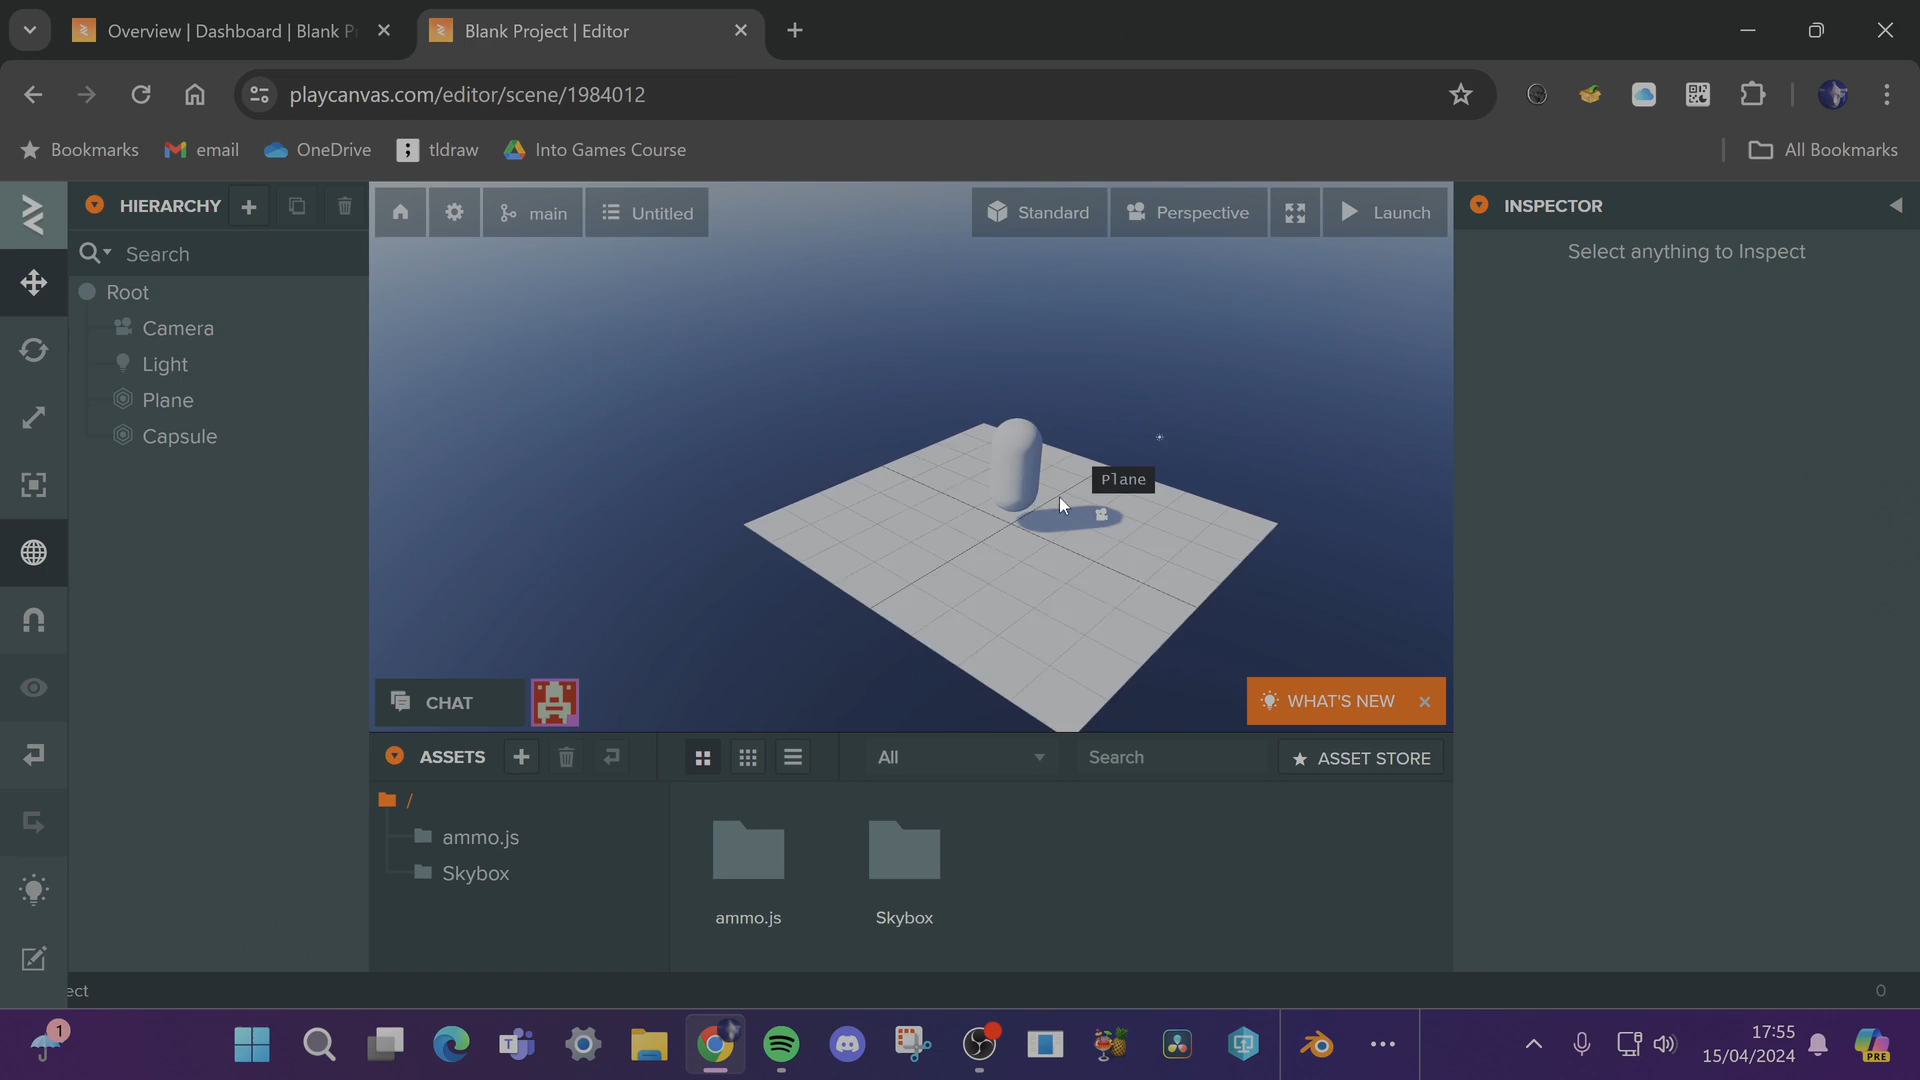 Overview | Dashboard | Blank P
Blank Project | Editor
playcanvas.com/editor/scene/1984012
Bookmarks
email
OneDrive
tldraw
Into Games Course
All Bookmarks
HIERARCHY
main
Untitled
Standard
Perspective
Launch
INSPECTOR
Search
Select anything to Inspect
Root
Camera
Light
Plane
Capsule
Plane
CHAT
WHAT'S NEW
ASSETS
All
Search
ASSET STORE
/
ammo.js
Skybox
ammo.js
Skybox
ect
0
1
17:55
15/04/2024
PRE